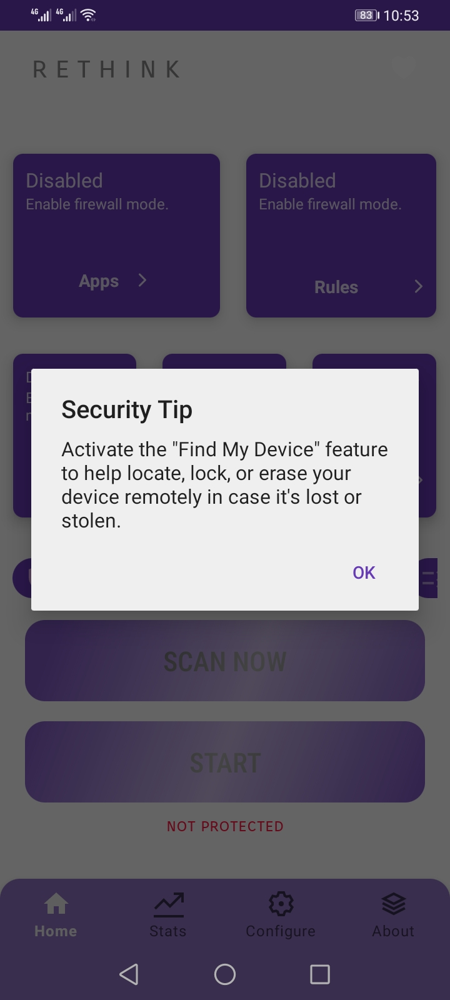 4G 4G 83 10:53
RETHINK
Disabled Disabled
Enable firewall mode. Enable firewall mode.
Apps Rules
Security Tip
Activate the "Find My Device" feature
to help locate, lock, or erase your
device remotely in case it's lost or
stolen.
OK
SCAN NOW
START
NOT PROTECTED
Home Stats Configure About